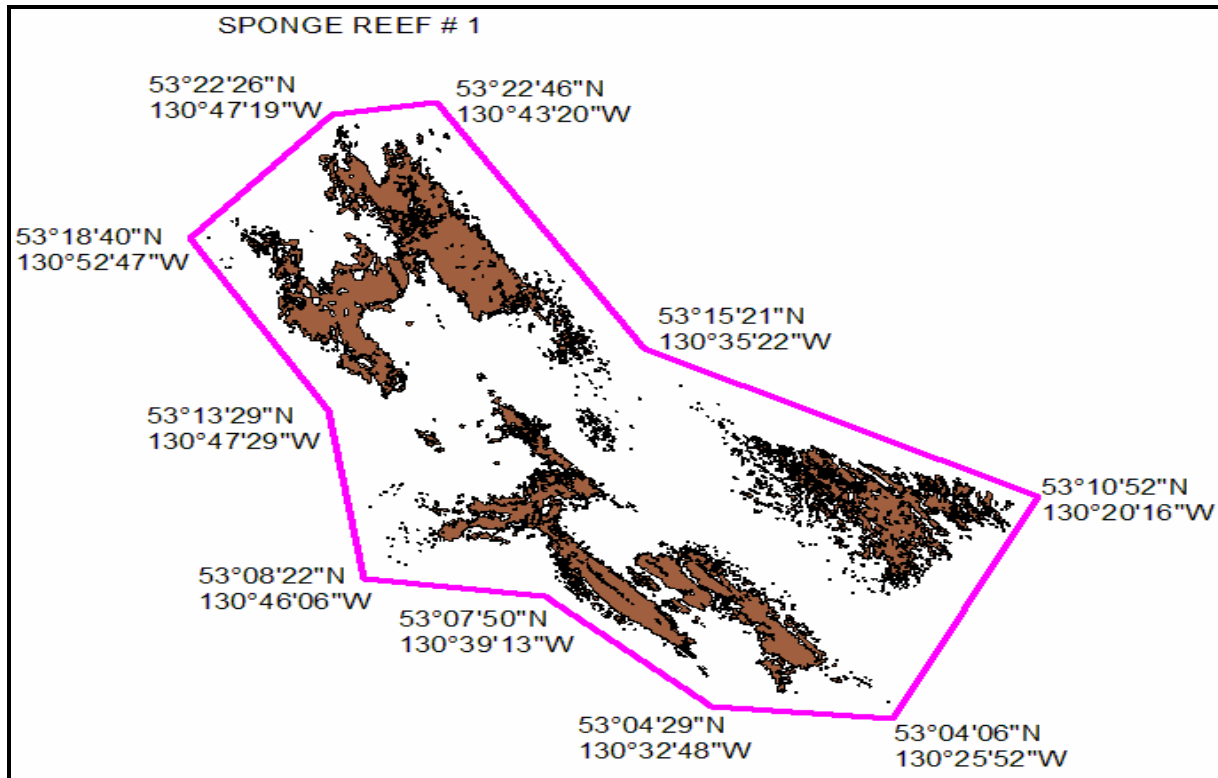 SPONGE REEF # 1
53°22'26"N
130°47'19"W
53°22'46"N
130°43'20"W
53°18'40"N
130°52'47"W
53°15'21"N
130°35'22"W
53°13'29"N
130°47'29"W
53°10'52"N
130°20'16"W
53°08'22"N
130°46'06"W
53°07'50"N
130°39'13"W
53°04'29"N
130°32'48"W
53°04'06"N
130°25'52"W